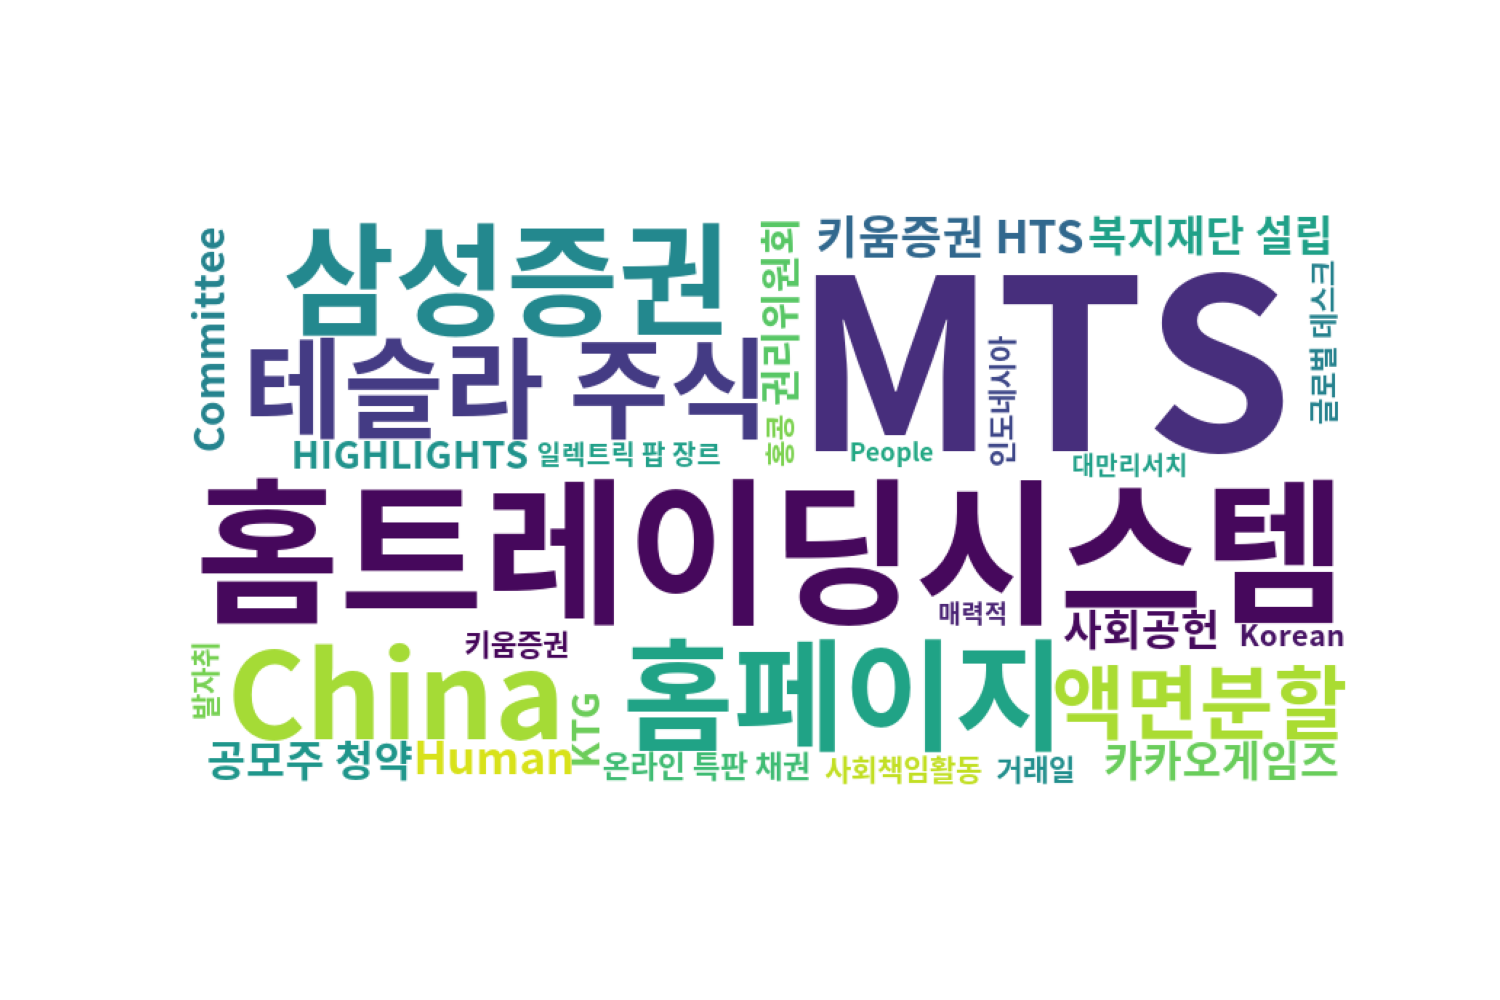 Committee
삼성증권
권리위원회
키움증권 HTS
복지재단 설립
글로벌 데스크
테슬라 주식
MTS
인도네시아
홍콩
HIGHLIGHTS
일렉트릭 팝 장르
People
대만리서치
홈트레이딩시스템
매력적
사회공헌
Korean
키움증권
발자취
China
KTG
홈페이지
액면분할
공모주 청약
Human
온라인 특판 채권
사회책임활동
거래일
카카오게임즈